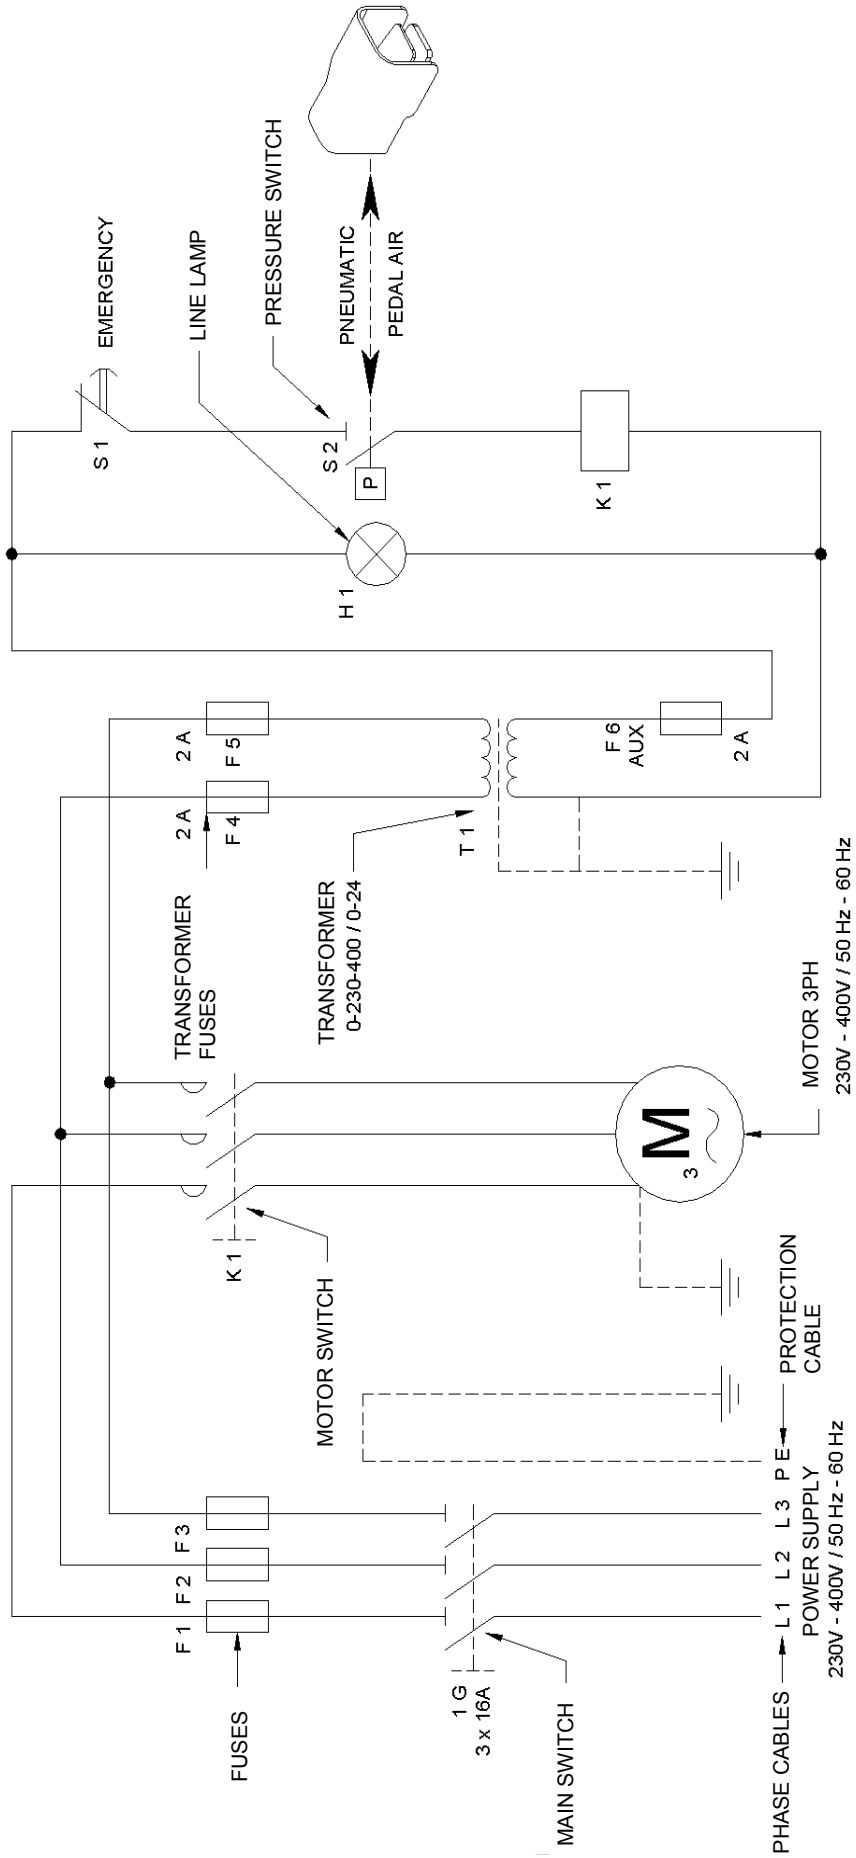 FUSES
F 1
F 2
F 3
1 G
3 x 16A
MAIN SWITCH
PHASE CABLES
L 1
L 2
L 3
P E
POWER SUPPLY
230V - 400V / 50 Hz - 60 Hz
PROTECTION
CABLE
K 1
MOTOR SWITCH
M
3
MOTOR 3PH
230V - 400V / 50 Hz - 60 Hz
TRANSFORMER
FUSES
2 A
F 4
2 A
F 5
TRANSFORMER
0-230-400 / 0-24
T 1
F 6
AUX
2 A
H 1
LINE LAMP
S 1
EMERGENCY
S 2
PRESSURE SWITCH
P
PNEUMATIC
PEDAL AIR
K 1